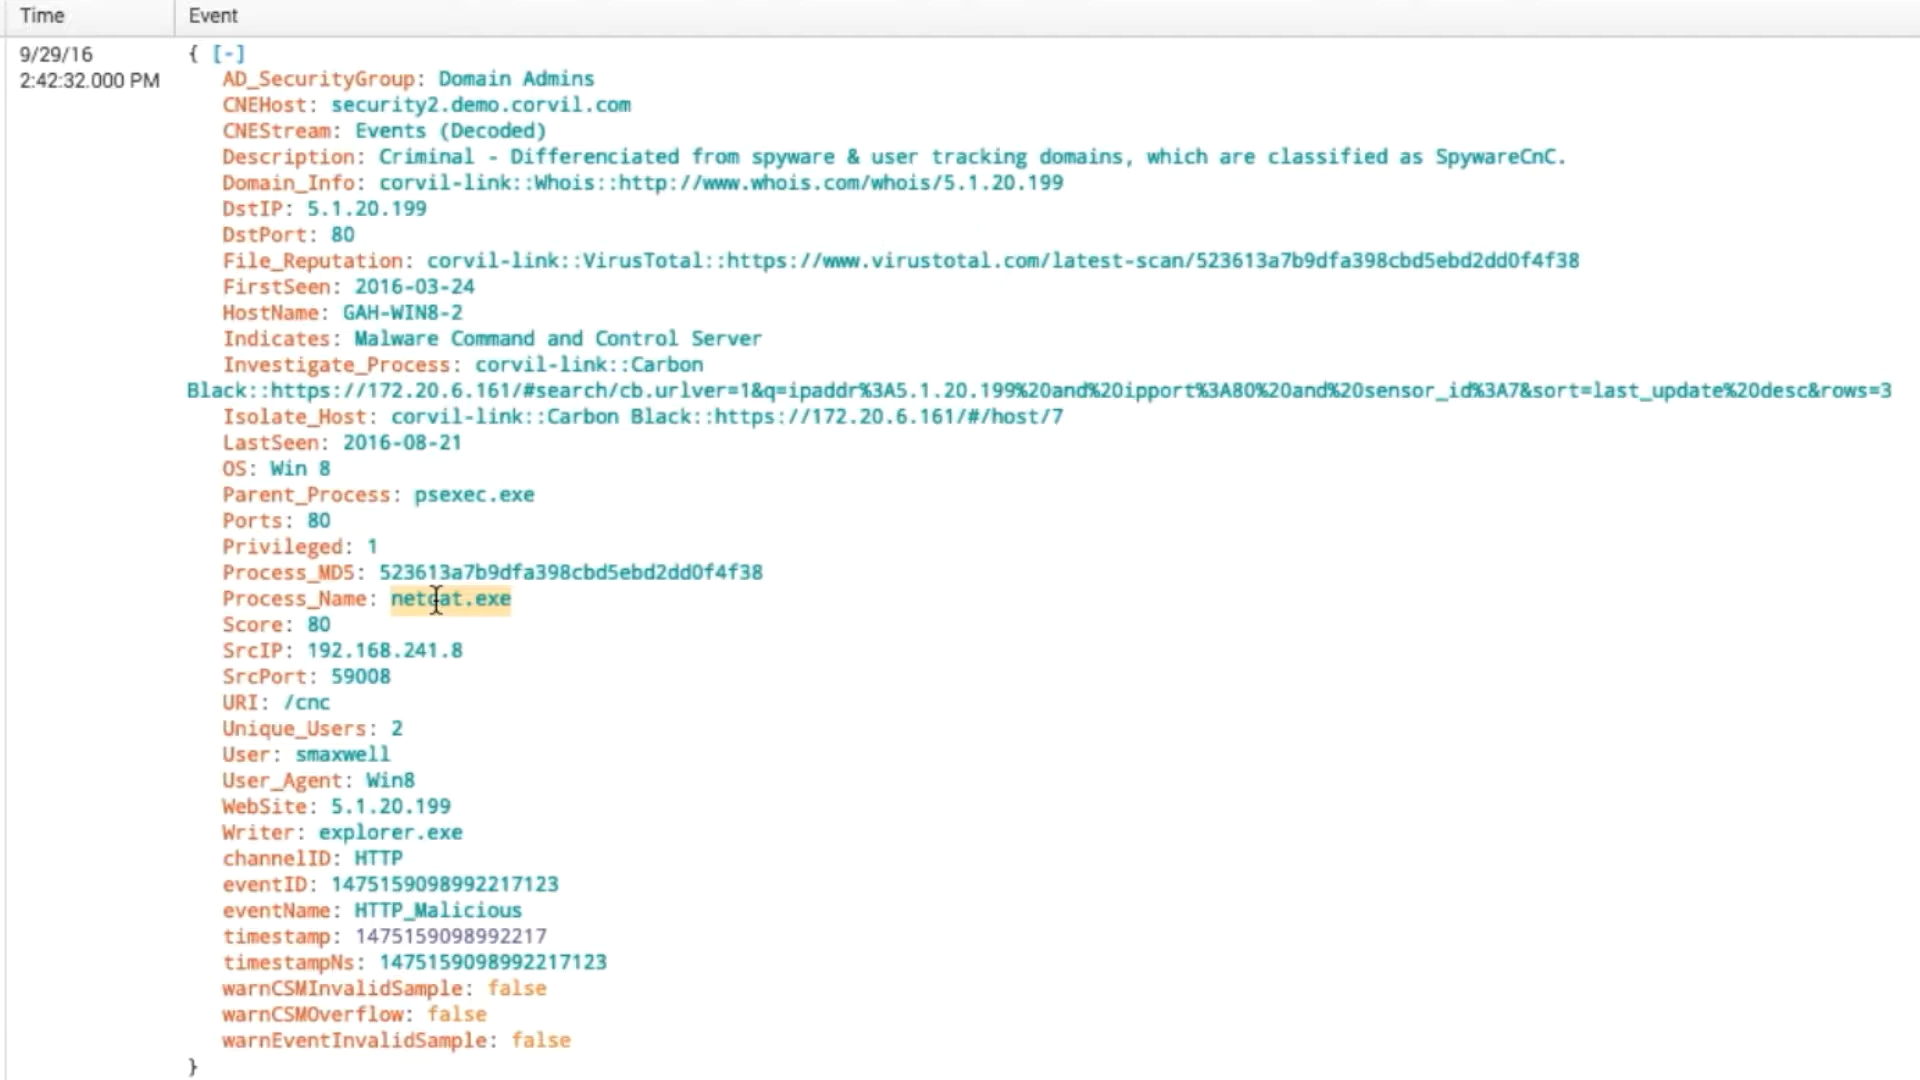 Time Event
9/29/16 { [-]
2:42:32.000 PM AD_SecurityGroup: Domain Admins
CNEHost: security2.demo.corvil.com
CNEStream: Events (Decoded)
Description: Criminal - Differenciated from spyware & user tracking domains, which are classified as SpywareCnC.
Domain_Info: corvil-link::Whois::http://www.whois.com/whois/5.1.20.199
DstIP: 5.1.20.199
DstPort: 80
File_Reputation: corvil-link::VirusTotal::https://www.virustotal.com/latest-scan/523613a7b9dfa398cbd5ebd2dd0f4f38
FirstSeen: 2016-03-24
HostName: GAH-WIN8-2
Indicates: Malware Command and Control Server
Investigate_Process: corvil-link::Carbon
Black::https://172.20.6.161/#search/cb.urlver=1&q=ipaddr%3A5.1.20.199%20and%20ipport%3A80%20and%20sensor_id%3A7&sort=last_update%20desc&rows=3
Isolate_Host: corvil-link::Carbon Black::https://172.20.6.161/#/host/7
LastSeen: 2016-08-21
OS: Win 8
Parent_Process: psexec.exe
Ports: 80
Privileged: 1
Process_MD5: 523613a7b9dfa398cbd5ebd2dd0f4f38
Process_Name: netcat.exe
Score: 80
SrcIP: 192.168.241.8
SrcPort: 59008
URI: /cnc
Unique_Users: 2
User: smaxwell
User_Agent: Win8
WebSite: 5.1.20.199
Writer: explorer.exe
channelID: HTTP
eventID: 1475159098992217123
eventName: HTTP_Malicious
timestamp: 1475159098992217
timestampNs: 1475159098992217123
warnCSMInvalidSample: false
warnCSMOverflow: false
warnEventInvalidSample: false
}